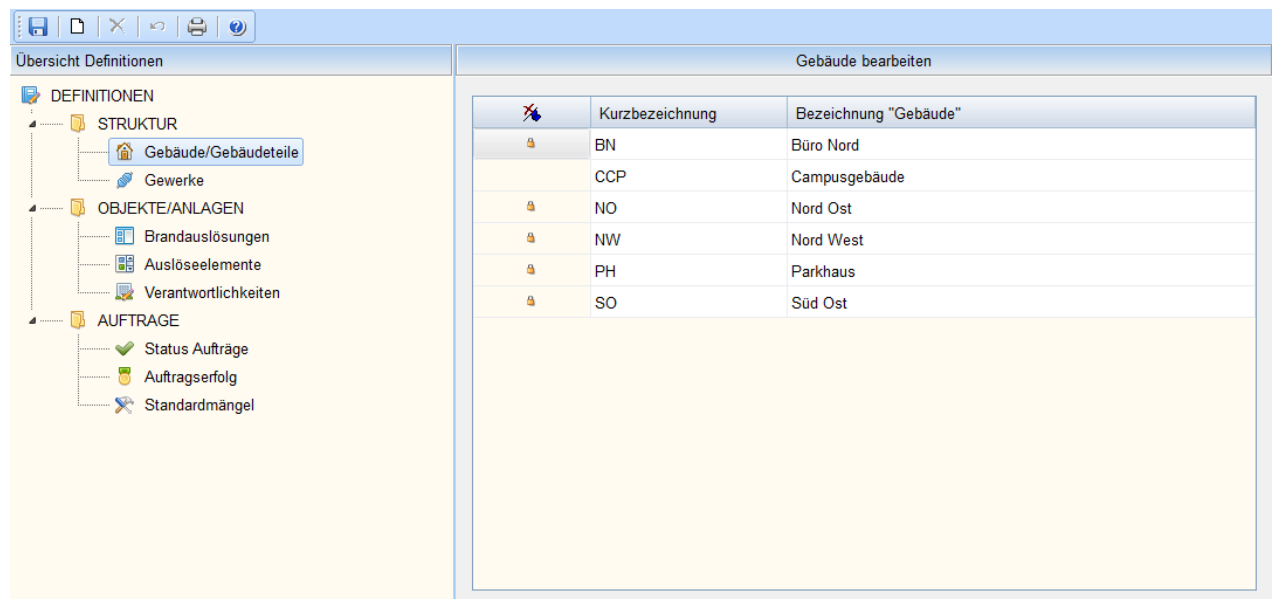 Übersicht Definitionen
Gebäude bearbeiten
DEFINITIONEN
STRUKTUR
Gebäude/Gebäudeteile
Gewerke
OBJEKTE/ANLAGEN
Brandauslösungen
Auslöseelemente
Verantwortlichkeiten
AUFTRAGE
Status Aufträge
Auftragserfolg
Standardmängel
Kurzbezeichnung Bezeichnung "Gebäude"
BN Büro Nord
CCP Campusgebäude
NO Nord Ost
NW Nord West
PH Parkhaus
SO Süd Ost